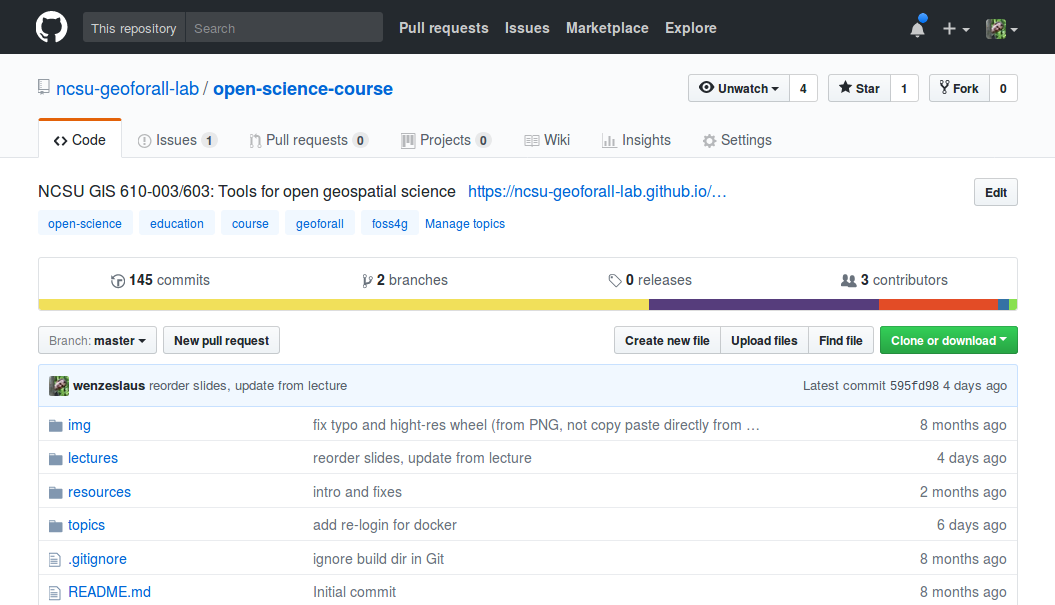 This repository Search Pull requests Issues Marketplace Explore
ncsu-geoforall-lab / open-science-course Unwatch 4 Star 1 Fork 0
Code Issues 1 Pull requests 0 Projects 0 Wiki Insights Settings
NCSU GIS 610-003/603: Tools for open geospatial science https://ncsu-geoforall-lab.github.io/… Edit
open-science education course geoforall foss4g Manage topics
145 commits 2 branches 0 releases 3 contributors
Branch: master New pull request Create new file Upload files Find file Clone or download
wenzeslaus reorder slides, update from lecture Latest commit 595fd98 4 days ago
img fix typo and hight-res wheel (from PNG, not copy paste directly from … 8 months ago
lectures reorder slides, update from lecture 4 days ago
resources intro and fixes 2 months ago
topics add re-login for docker 6 days ago
.gitignore ignore build dir in Git 8 months ago
README.md Initial commit 8 months ago